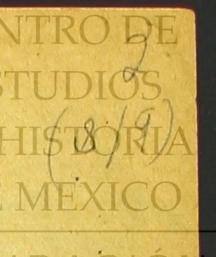 NTRO DE
2
STUDIOS
HISTORIA
(8/9)
E MEXICO